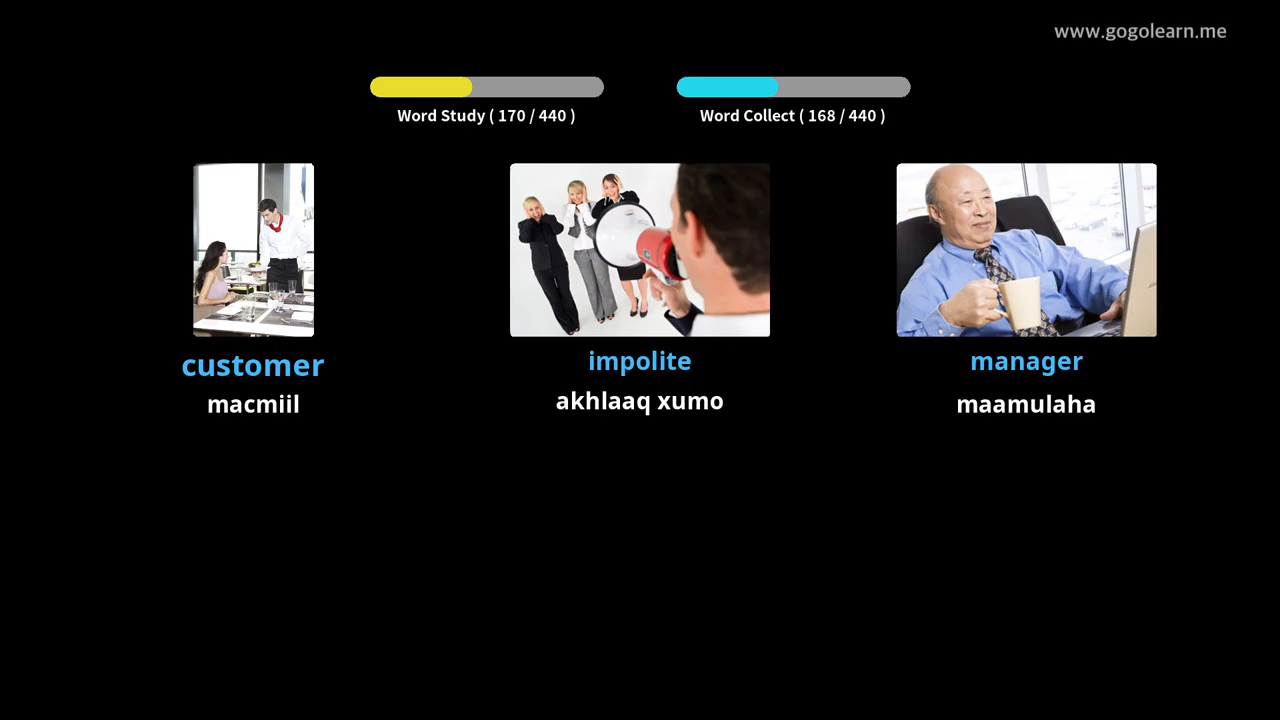 www.gogolearn.me
Word Study ( 170 / 440 )
Word Collect ( 168 / 440 )
customer
macmiil
impolite
akhlaaq xumo
manager
maamulaha